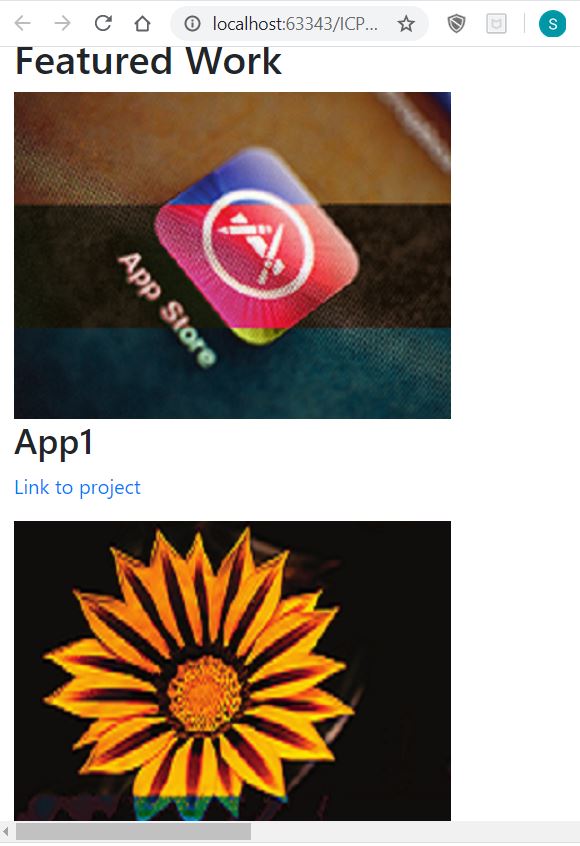 localhost:63343/ICP...
S
Featured Work
App Store
App1
Link to project